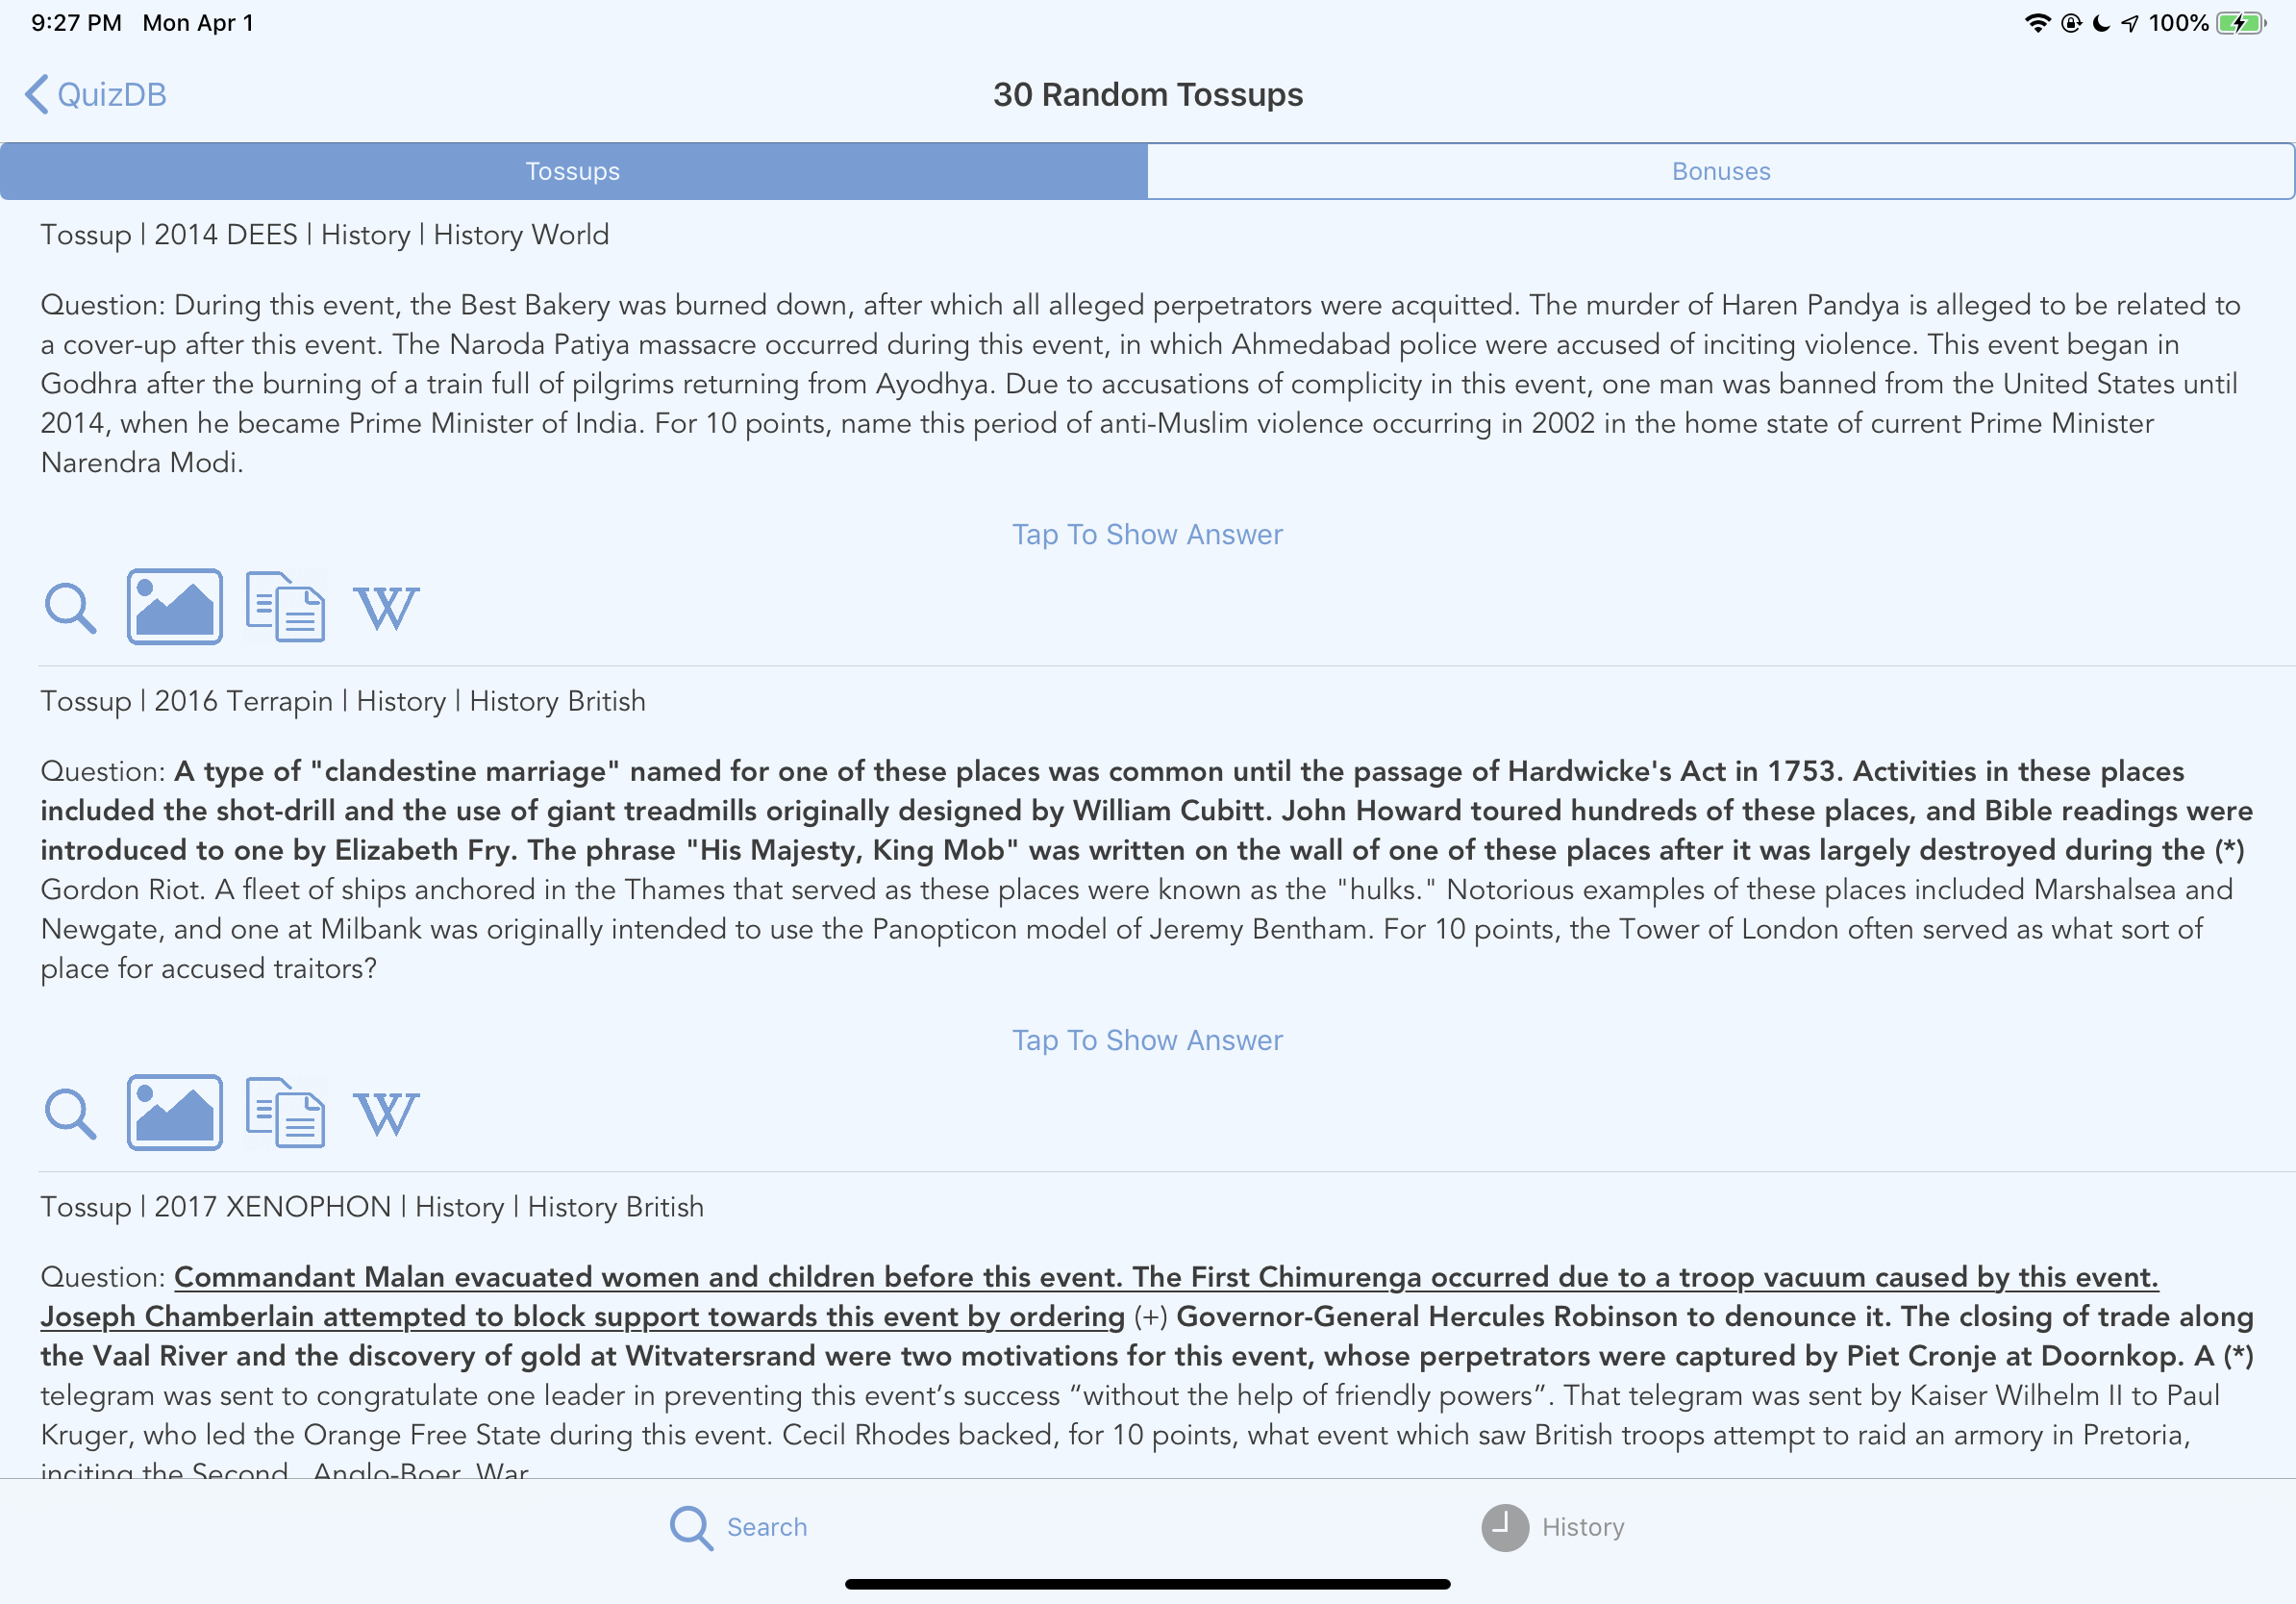 9:27 PM Mon Apr 1
100%
QuizDB
30 Random Tossups
Tossups
Bonuses
Tossup | 2014 DEES | History | History World
Question: During this event, the Best Bakery was burned down, after which all alleged perpetrators were acquitted. The murder of Haren Pandya is alleged to be related to
a cover-up after this event. The Naroda Patiya massacre occurred during this event, in which Ahmedabad police were accused of inciting violence. This event began in
Godhra after the burning of a train full of pilgrims returning from Ayodhya. Due to accusations of complicity in this event, one man was banned from the United States until
2014, when he became Prime Minister of India. For 10 points, name this period of anti-Muslim violence occurring in 2002 in the home state of current Prime Minister
Narendra Modi.
Tap To Show Answer
W
Tossup | 2016 Terrapin | History | History British
Question: A type of "clandestine marriage" named for one of these places was common until the passage of Hardwicke's Act in 1753. Activities in these places
included the shot-drill and the use of giant treadmills originally designed by William Cubitt. John Howard toured hundreds of these places, and Bible readings were
introduced to one by Elizabeth Fry. The phrase "His Majesty, King Mob" was written on the wall of one of these places after it was largely destroyed during the (*)
Gordon Riot. A fleet of ships anchored in the Thames that served as these places were known as the "hulks." Notorious examples of these places included Marshalsea and
Newgate, and one at Milbank was originally intended to use the Panopticon model of Jeremy Bentham. For 10 points, the Tower of London often served as what sort of
place for accused traitors?
Tap To Show Answer
W
Tossup | 2017 XENOPHON | History | History British
Question: Commandant Malan evacuated women and children before this event. The First Chimurenga occurred due to a troop vacuum caused by this event.
Joseph Chamberlain attempted to block support towards this event by ordering (+) Governor-General Hercules Robinson to denounce it. The closing of trade along
the Vaal River and the discovery of gold at Witvatersrand were two motivations for this event, whose perpetrators were captured by Piet Cronje at Doornkop. A (*)
telegram was sent to congratulate one leader in preventing this event’s success “without the help of friendly powers”. That telegram was sent by Kaiser Wilhelm II to Paul
Kruger, who led the Orange Free State during this event. Cecil Rhodes backed, for 10 points, what event which saw British troops attempt to raid an armory in Pretoria,
inciting the Second Anglo-Boer War
Search
History